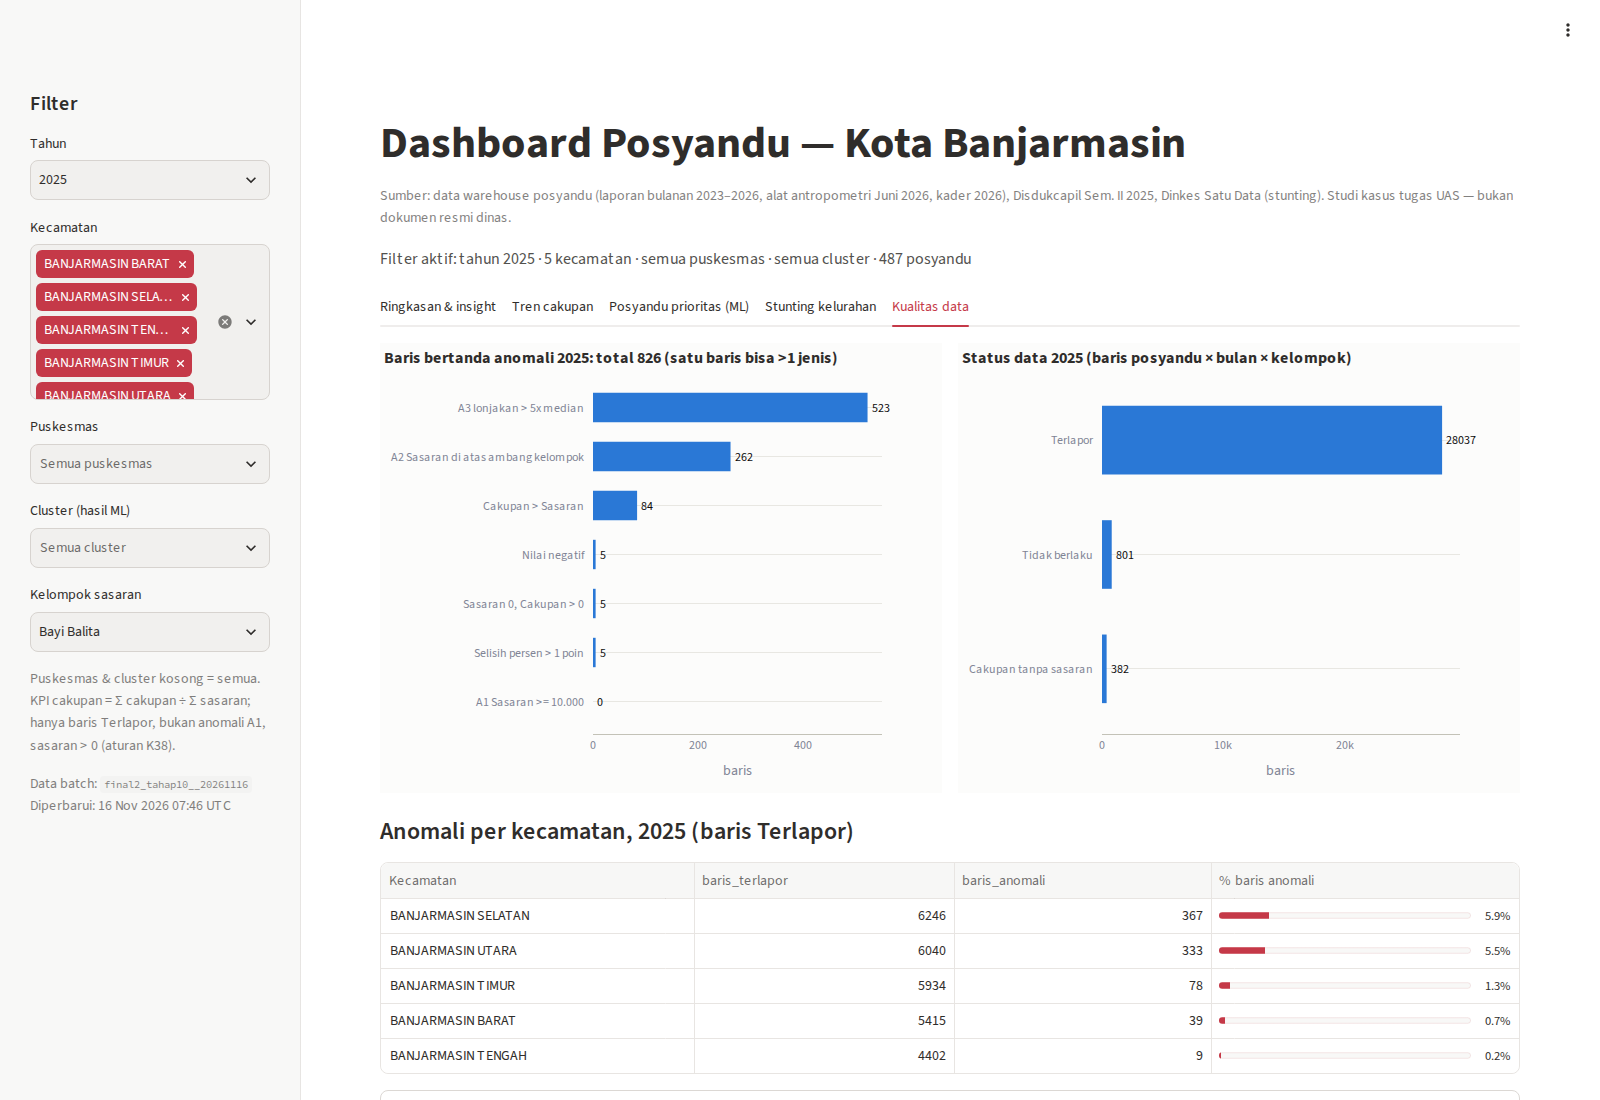 Filter
Tahun
2025
Kecamatan
BANJARMASIN BARAT
BANJARMASIN SELA...
BANJARMASIN TEN...
BANJARMASIN TIMUR
BANJARMASIN UTARA
Puskesmas
Semua puskesmas
Cluster (hasil ML)
Semua cluster
Kelompok sasaran
Bayi Balita
Puskesmas & cluster kosong = semua.
KPI cakupan = Σ cakupan ÷ Σ sasaran;
hanya baris Terlapor, bukan anomali A1,
sasaran > 0 (aturan K38).
Data batch: final2_tahap10__20261116
Diperbarui: 16 Nov 2026 07:46 UTC
Dashboard Posyandu — Kota Banjarmasin
Sumber: data warehouse posyandu (laporan bulanan 2023–2026, alat antropometri Juni 2026, kader 2026), Disdukcapil Sem. II 2025, Dinkes Satu Data (stunting). Studi kasus tugas UAS — bukan
dokumen resmi dinas.
Filter aktif: tahun 2025 · 5 kecamatan · semua puskesmas · semua cluster · 487 posyandu
Ringkasan & insight Tren cakupan Posyandu prioritas (ML) Stunting kelurahan Kualitas data
Baris bertanda anomali 2025: total 826 (satu baris bisa >1 jenis)
A3 lonjakan > 5x median 523
A2 Sasaran di atas ambang kelompok 262
Cakupan > Sasaran 84
Nilai negatif 5
Sasaran 0, Cakupan > 0 5
Selisih persen > 1 poin 5
A1 Sasaran >= 10.000 0
0 200 400
baris
Status data 2025 (baris posyandu × bulan × kelompok)
Terlapor 28037
Tidak berlaku 801
Cakupan tanpa sasaran 382
0 10k 20k
baris
Anomali per kecamatan, 2025 (baris Terlapor)
Kecamatan baris_terlapor baris_anomali % baris anomali
BANJARMASIN SELATAN 6246 367 5.9%
BANJARMASIN UTARA 6040 333 5.5%
BANJARMASIN TIMUR 5934 78 1.3%
BANJARMASIN BARAT 5415 39 0.7%
BANJARMASIN TENGAH 4402 9 0.2%